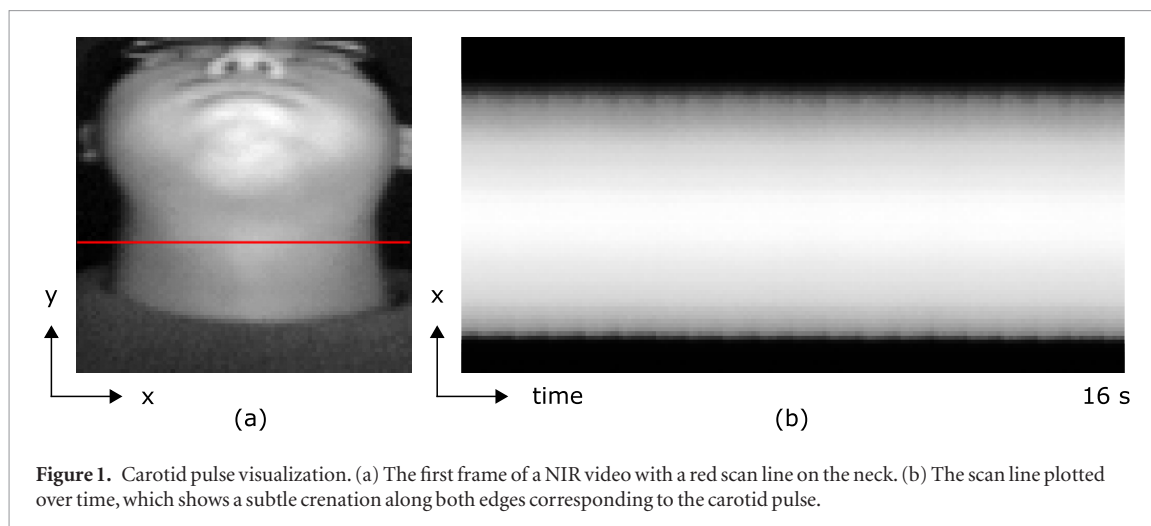 y
x
(a)
x
time
16 s
(b)
Figure 1. Carotid pulse visualization. (a) The first frame of a NIR video with a red scan line on the neck. (b) The scan line plotted
over time, which shows a subtle crenation along both edges corresponding to the carotid pulse.